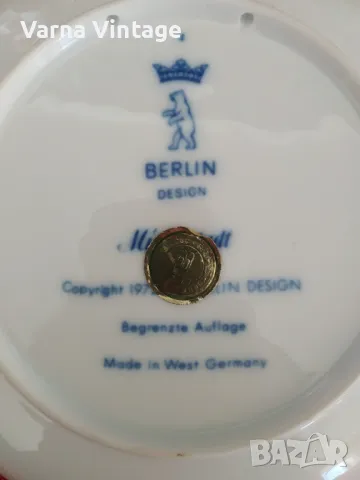 Varna Vintage
BERLIN
DESIGN
Copyright DESIGN
Begrenzte Auflage
Made in West Germany
BAZAR